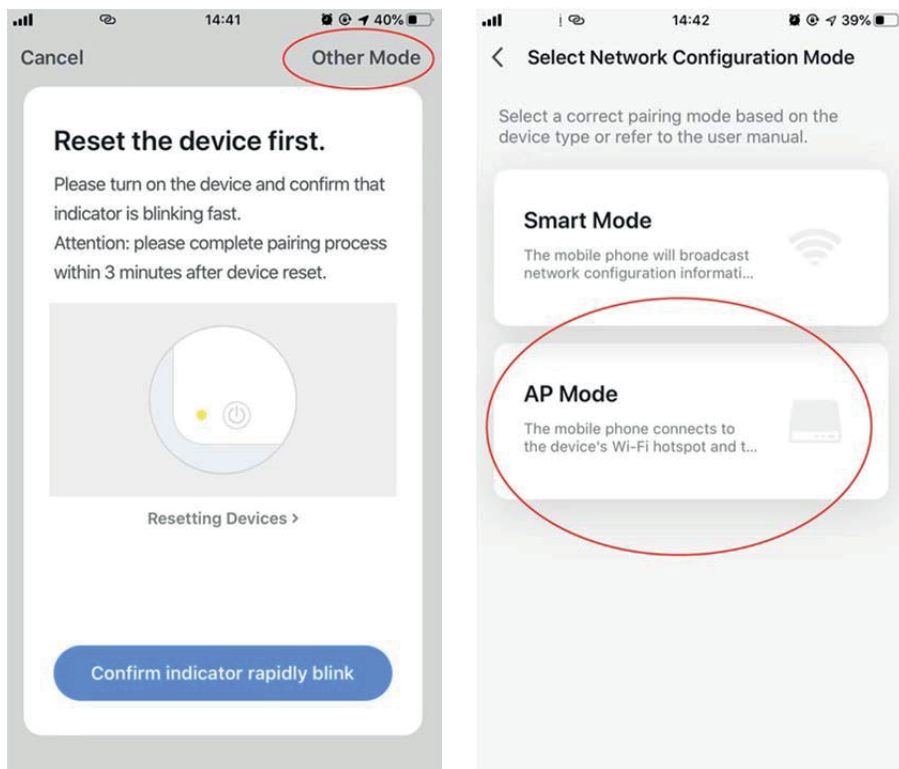 14:41
40%
Cancel
Other Mode
Reset the device first.
Please turn on the device and confirm that
indicator is blinking fast.
Attention: please complete pairing process
within 3 minutes after device reset.
Resetting Devices >
Confirm indicator rapidly blink
14:42
39%
< Select Network Configuration Mode
Select a correct pairing mode based on the
device type or refer to the user manual.
Smart Mode
The mobile phone will broadcast
network configuration informati...
AP Mode
The mobile phone connects to
the device's Wi-Fi hotspot and t...